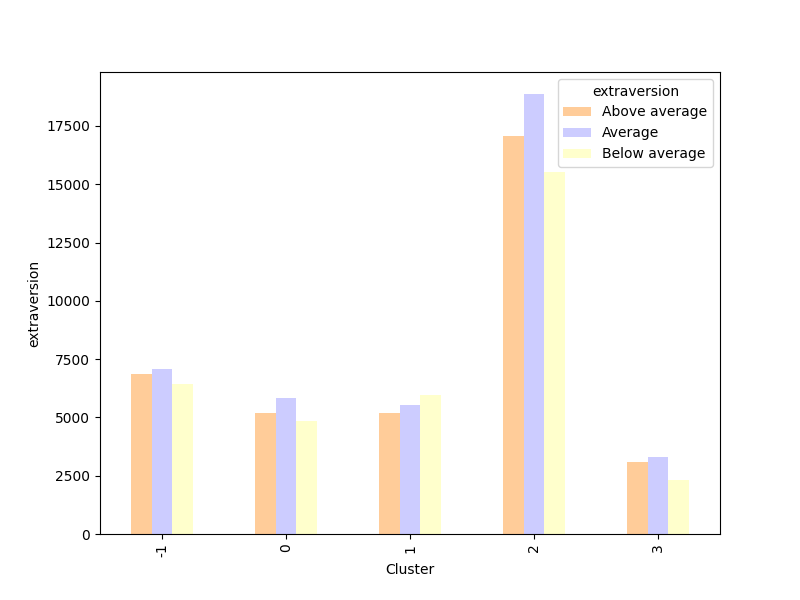 extraversion
Above average
Average
Below average
17500
15000
12500
10000
7500
5000
2500
0
extraversion
-1
0
1
2
3
Cluster